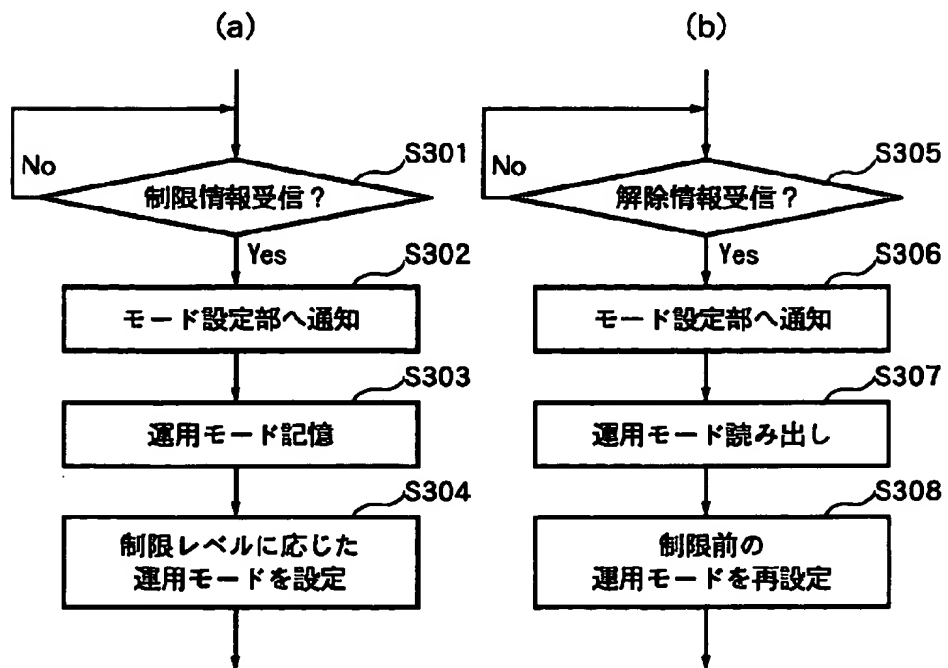 (a)
No
S301
制限情報受信?
Yes
S302
モード設定部へ通知
S303
運用モード記憶
S304
制限レベルに応じた
運用モードを設定
(b)
No
S305
解除情報受信?
Yes
S306
モード設定部へ通知
S307
運用モード読み出し
S308
制限前の
運用モードを再設定